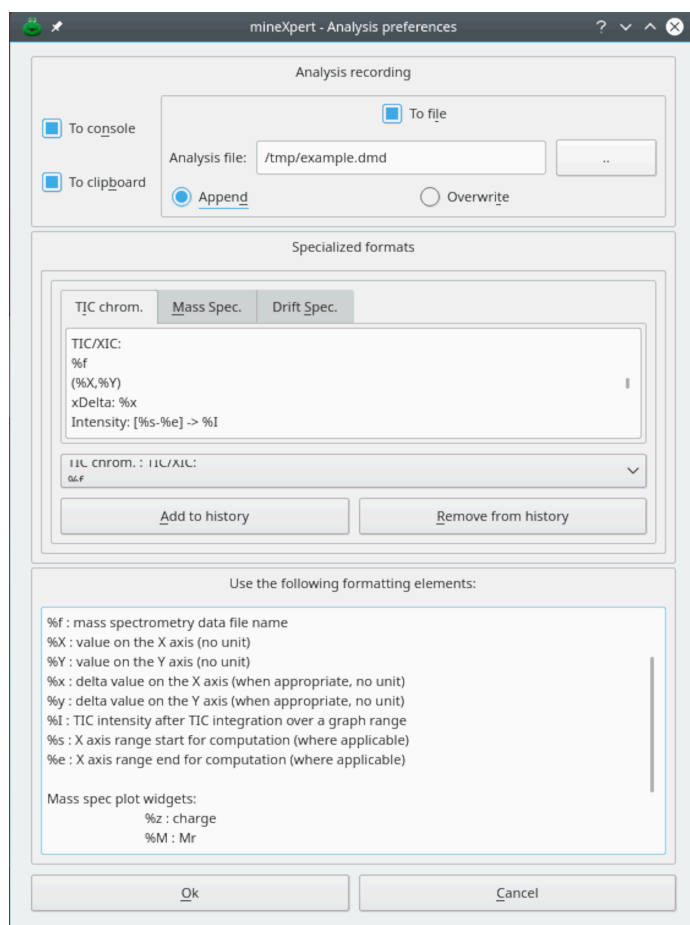 mineXpert - Analysis preferences
Analysis recording
To console
To file
Analysis file: /tmp/example.dmd ..
To clipboard
Append Overwrite
Specialized formats
TIC chrom. Mass Spec. Drift Spec.
TIC/XIC:
%f
(%X,%Y)
xDelta: %x
Intensity: [%s-%e] -> %I
TIC chrom. : TIC/XIC:
%f
Add to history Remove from history
Use the following formatting elements:
%f : mass spectrometry data file name
%X : value on the X axis (no unit)
%Y : value on the Y axis (no unit)
%x : delta value on the X axis (when appropriate, no unit)
%y : delta value on the Y axis (when appropriate, no unit)
%I : TIC intensity after TIC integration over a graph range
%s : X axis range start for computation (where applicable)
%e : X axis range end for computation (where applicable)
Mass spec plot widgets:
%z : charge
%M : Mr
Ok Cancel